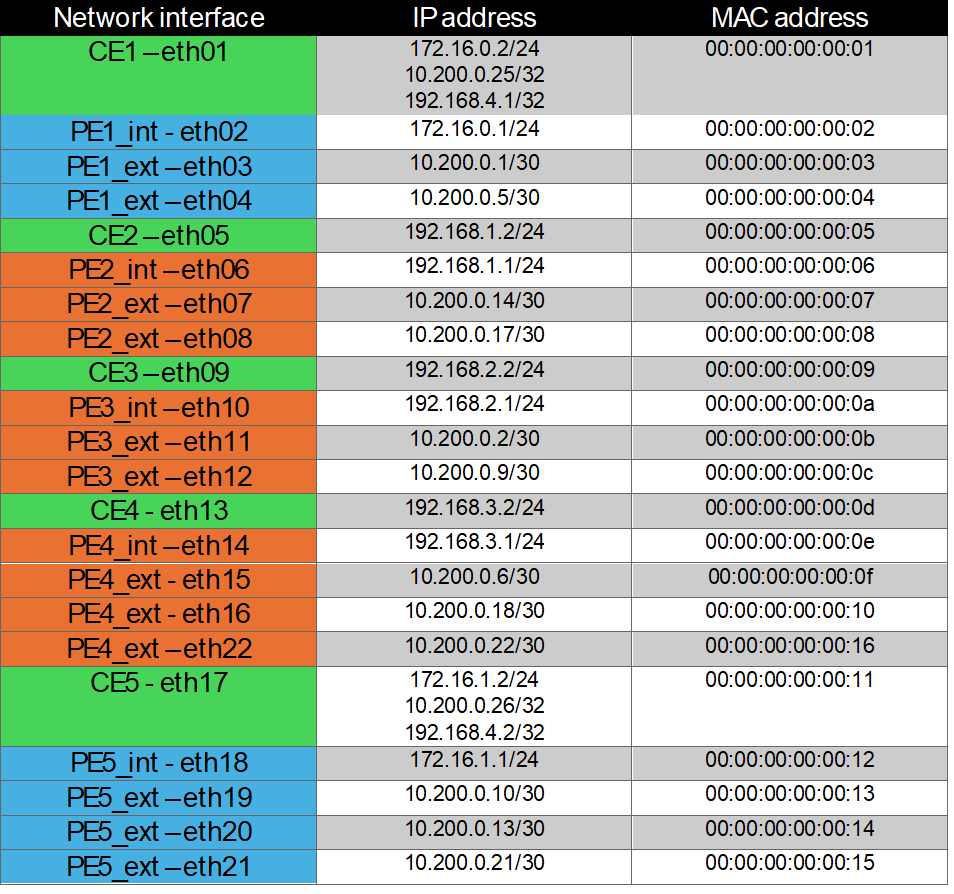 Network interface IP address MAC address
CE1 – eth01 172.16.0.2/24 00:00:00:00:00:01
10.200.0.25/32
192.168.4.1/32
PE1_int - eth02 172.16.0.1/24 00:00:00:00:00:02
PE1_ext – eth03 10.200.0.1/30 00:00:00:00:00:03
PE1_ext – eth04 10.200.0.5/30 00:00:00:00:00:04
CE2 – eth05 192.168.1.2/24 00:00:00:00:00:05
PE2_int – eth06 192.168.1.1/24 00:00:00:00:00:06
PE2_ext – eth07 10.200.0.14/30 00:00:00:00:00:07
PE2_ext – eth08 10.200.0.17/30 00:00:00:00:00:08
CE3 – eth09 192.168.2.2/24 00:00:00:00:00:09
PE3_int – eth10 192.168.2.1/24 00:00:00:00:00:0a
PE3_ext – eth11 10.200.0.2/30 00:00:00:00:00:0b
PE3_ext – eth12 10.200.0.9/30 00:00:00:00:00:0c
CE4 - eth13 192.168.3.2/24 00:00:00:00:00:0d
PE4_int – eth14 192.168.3.1/24 00:00:00:00:00:0e
PE4_ext - eth15 10.200.0.6/30 00:00:00:00:00:0f
PE4_ext - eth16 10.200.0.18/30 00:00:00:00:00:10
PE4_ext – eth22 10.200.0.22/30 00:00:00:00:00:16
CE5 - eth17 172.16.1.2/24 00:00:00:00:00:11
10.200.0.26/32
192.168.4.2/32
PE5_int - eth18 172.16.1.1/24 00:00:00:00:00:12
PE5_ext – eth19 10.200.0.10/30 00:00:00:00:00:13
PE5_ext – eth20 10.200.0.13/30 00:00:00:00:00:14
PE5_ext – eth21 10.200.0.21/30 00:00:00:00:00:15